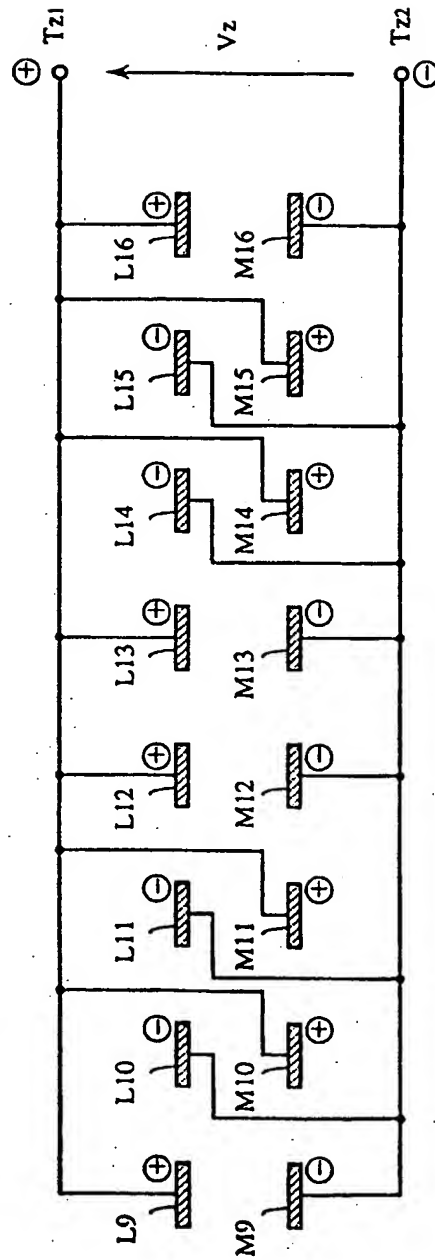 ⊕ TZ1
VZ
⊖ TZ2
L16 ⊕
M16 ⊖
L15 ⊖
M15 ⊕
L14 ⊖
M14 ⊕
L13 ⊕
M13 ⊖
L12 ⊕
M12 ⊖
L11 ⊖
M11 ⊕
L10 ⊖
M10 ⊕
L9 ⊕
M9 ⊖